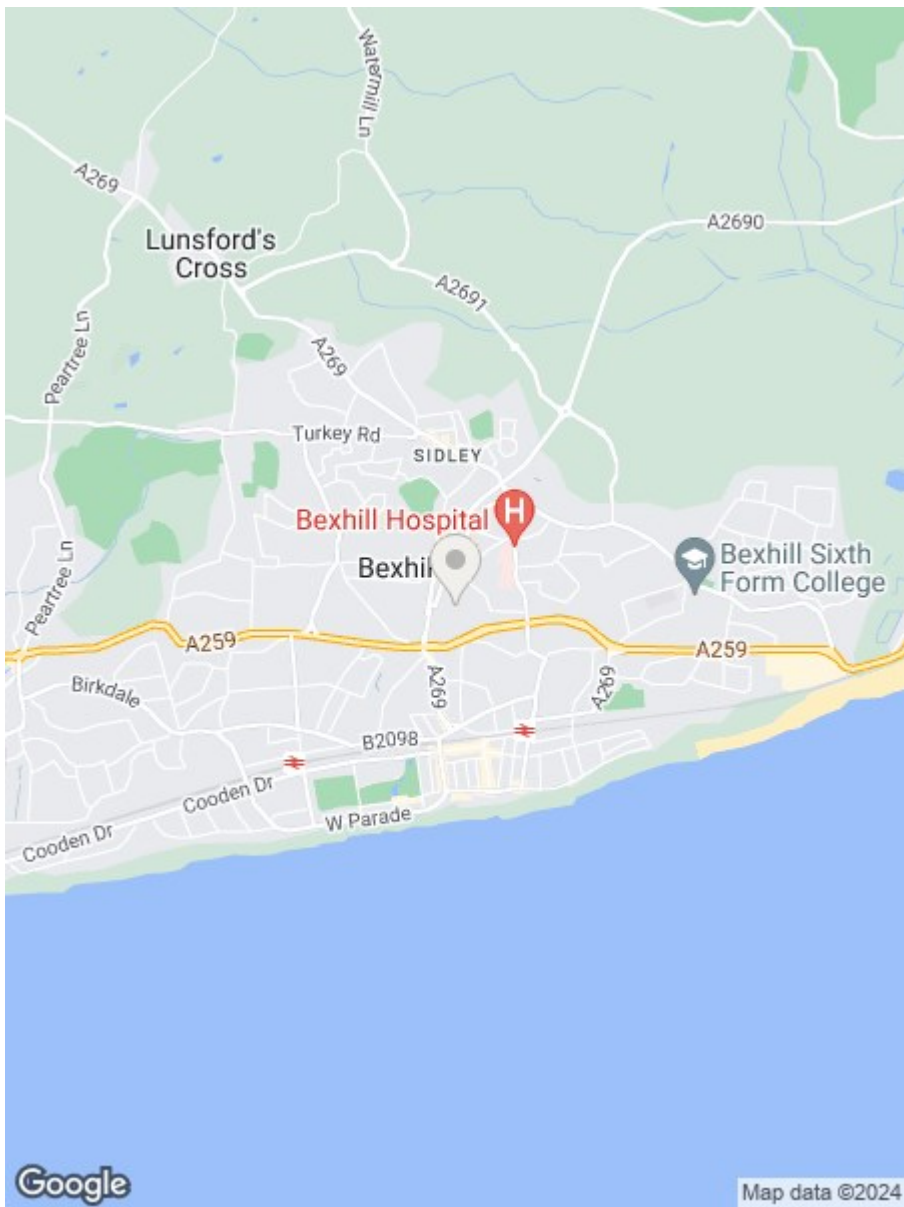 Watermill Ln
A269
A2690
Lunsford's
Cross
A2691
Peartree Ln
A269
Turkey Rd
SIDLEY
Bexhill Hospital
H
Bexhi
Bexhill Sixth
Form College
Peartree Ln
A259
A259
Birkdale
A269
A269
B2098
Cooden Dr
W Parade
Cooden Dr
Google
Map data ©2024